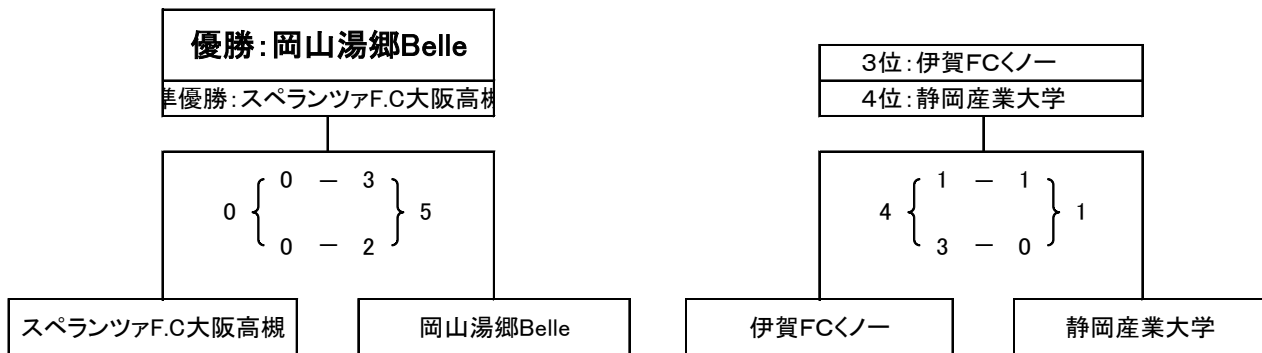 優勝:岡山湯郷Belle
準優勝:スペランツァF.C大阪高槻
0 － 3
0 5
0 － 2
スペランツァF.C大阪高槻
岡山湯郷Belle
3位:伊賀FCくノ一
4位:静岡産業大学
1 － 1
4 1
3 － 0
伊賀FCくノ一
静岡産業大学